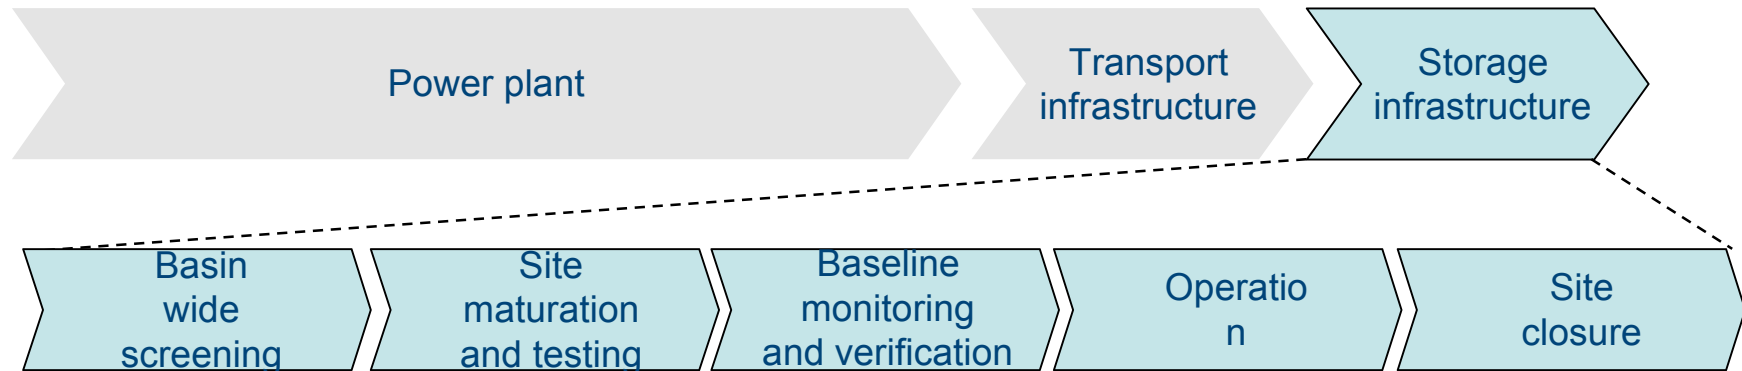 Power plant
Transport
infrastructure
Storage
infrastructure
Basin
wide
screening
Site
maturation
and testing
Baseline
monitoring
and verification
Operatio
n
Site
closure